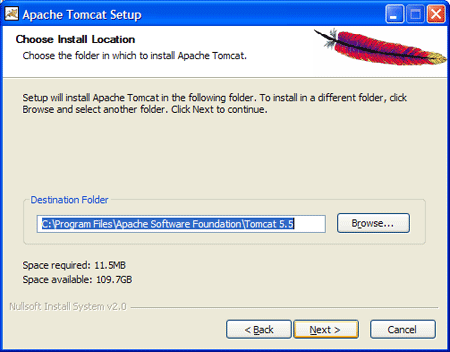 Apache Tomcat Setup
Choose Install Location
Choose the folder in which to install Apache Tomcat.
Setup will install Apache Tomcat in the following folder. To install in a different folder, click
Browse and select another folder. Click Next to continue.
Destination Folder
C:\Program Files\Apache Software Foundation\Tomcat 5.5
Browse...
Space required: 11.5MB
Space available: 109.7GB
Nullsoft Install System v2.0
< Back Next > Cancel